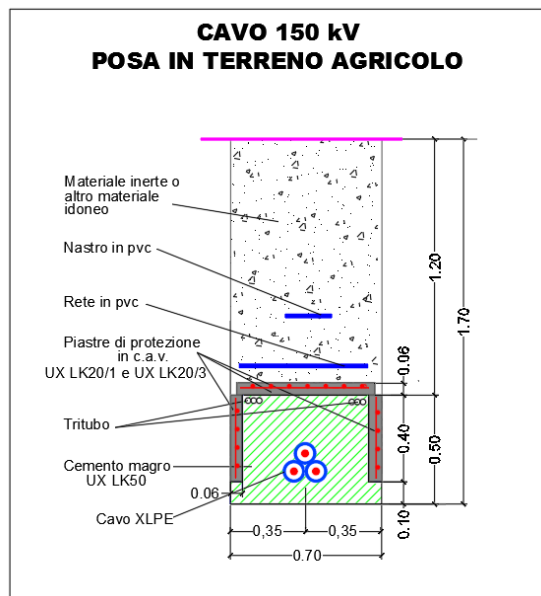 CAVO 150 kV
POSA IN TERRENO AGRICOLO
Materiale inerte o
altro materiale
idoneo
Nastro in pvc
Rete in pvc
Piastre di protezione
in c.a.v.
UX LK20/1 e UX LK20/3
Tritubo
Cemento magro
UX LK50
0.06
Cavo XLPE
0,35
0,35
0.70
1.20
1.70
0.06
0.40
0.50
0.10